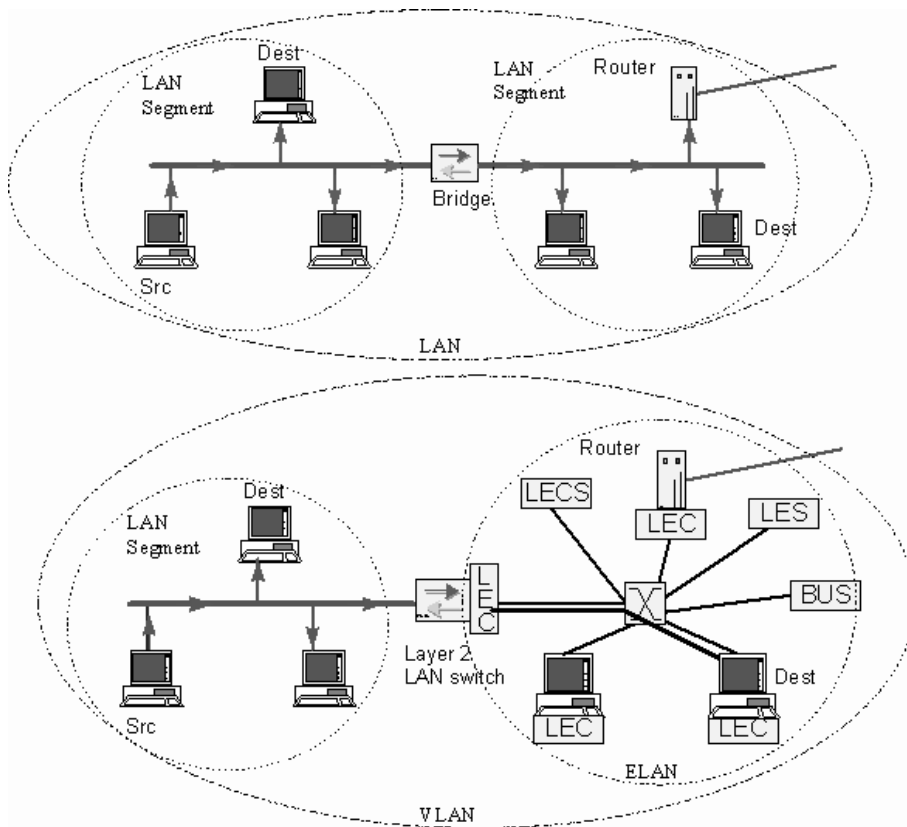 Dest
LAN
Segment
LAN
Segment
Router
Bridge
Src
Dest
LAN
Router
Dest
LAN
Segment
LECS
LEC
LES
L
E
C
BUS
Layer 2
LAN switch
Src
Dest
LEC
LEC
ELAN
VLAN